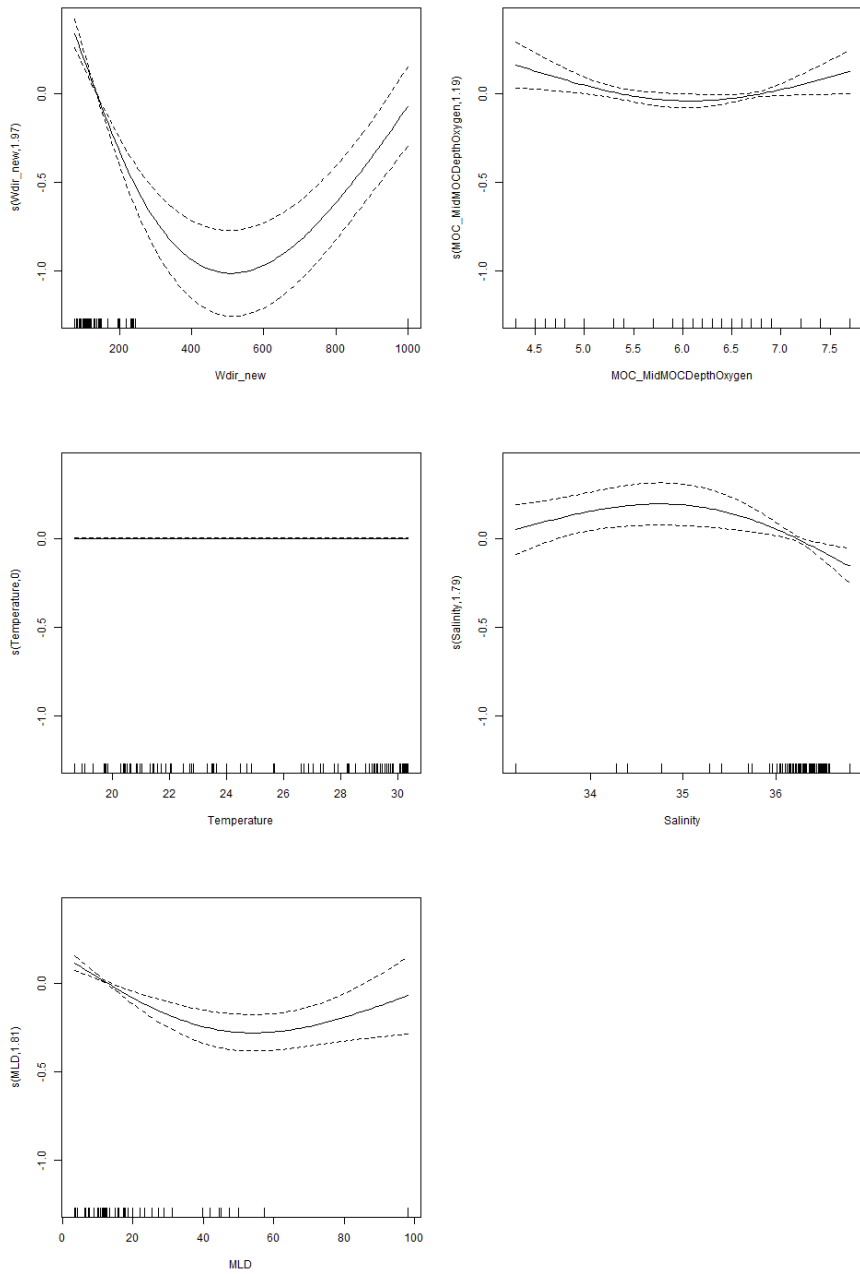 0.0
-0.5
-1.0
s(Wdir_new,1.97)
200 400 600 800 1000
Wdir_new
0.0
-0.5
-1.0
s(MOC_MidMOCDepthOxygen,1.19)
4.5 5.0 5.5 6.0 6.5 7.0 7.5
MOC_MidMOCDepthOxygen
0.0
-0.5
-1.0
s(Temperature,0)
20 22 24 26 28 30
Temperature
0.0
-0.5
-1.0
s(Salinity,1.79)
34 35 36
Salinity
0.0
-0.5
-1.0
s(MLD,1.81)
0 20 40 60 80 100
MLD